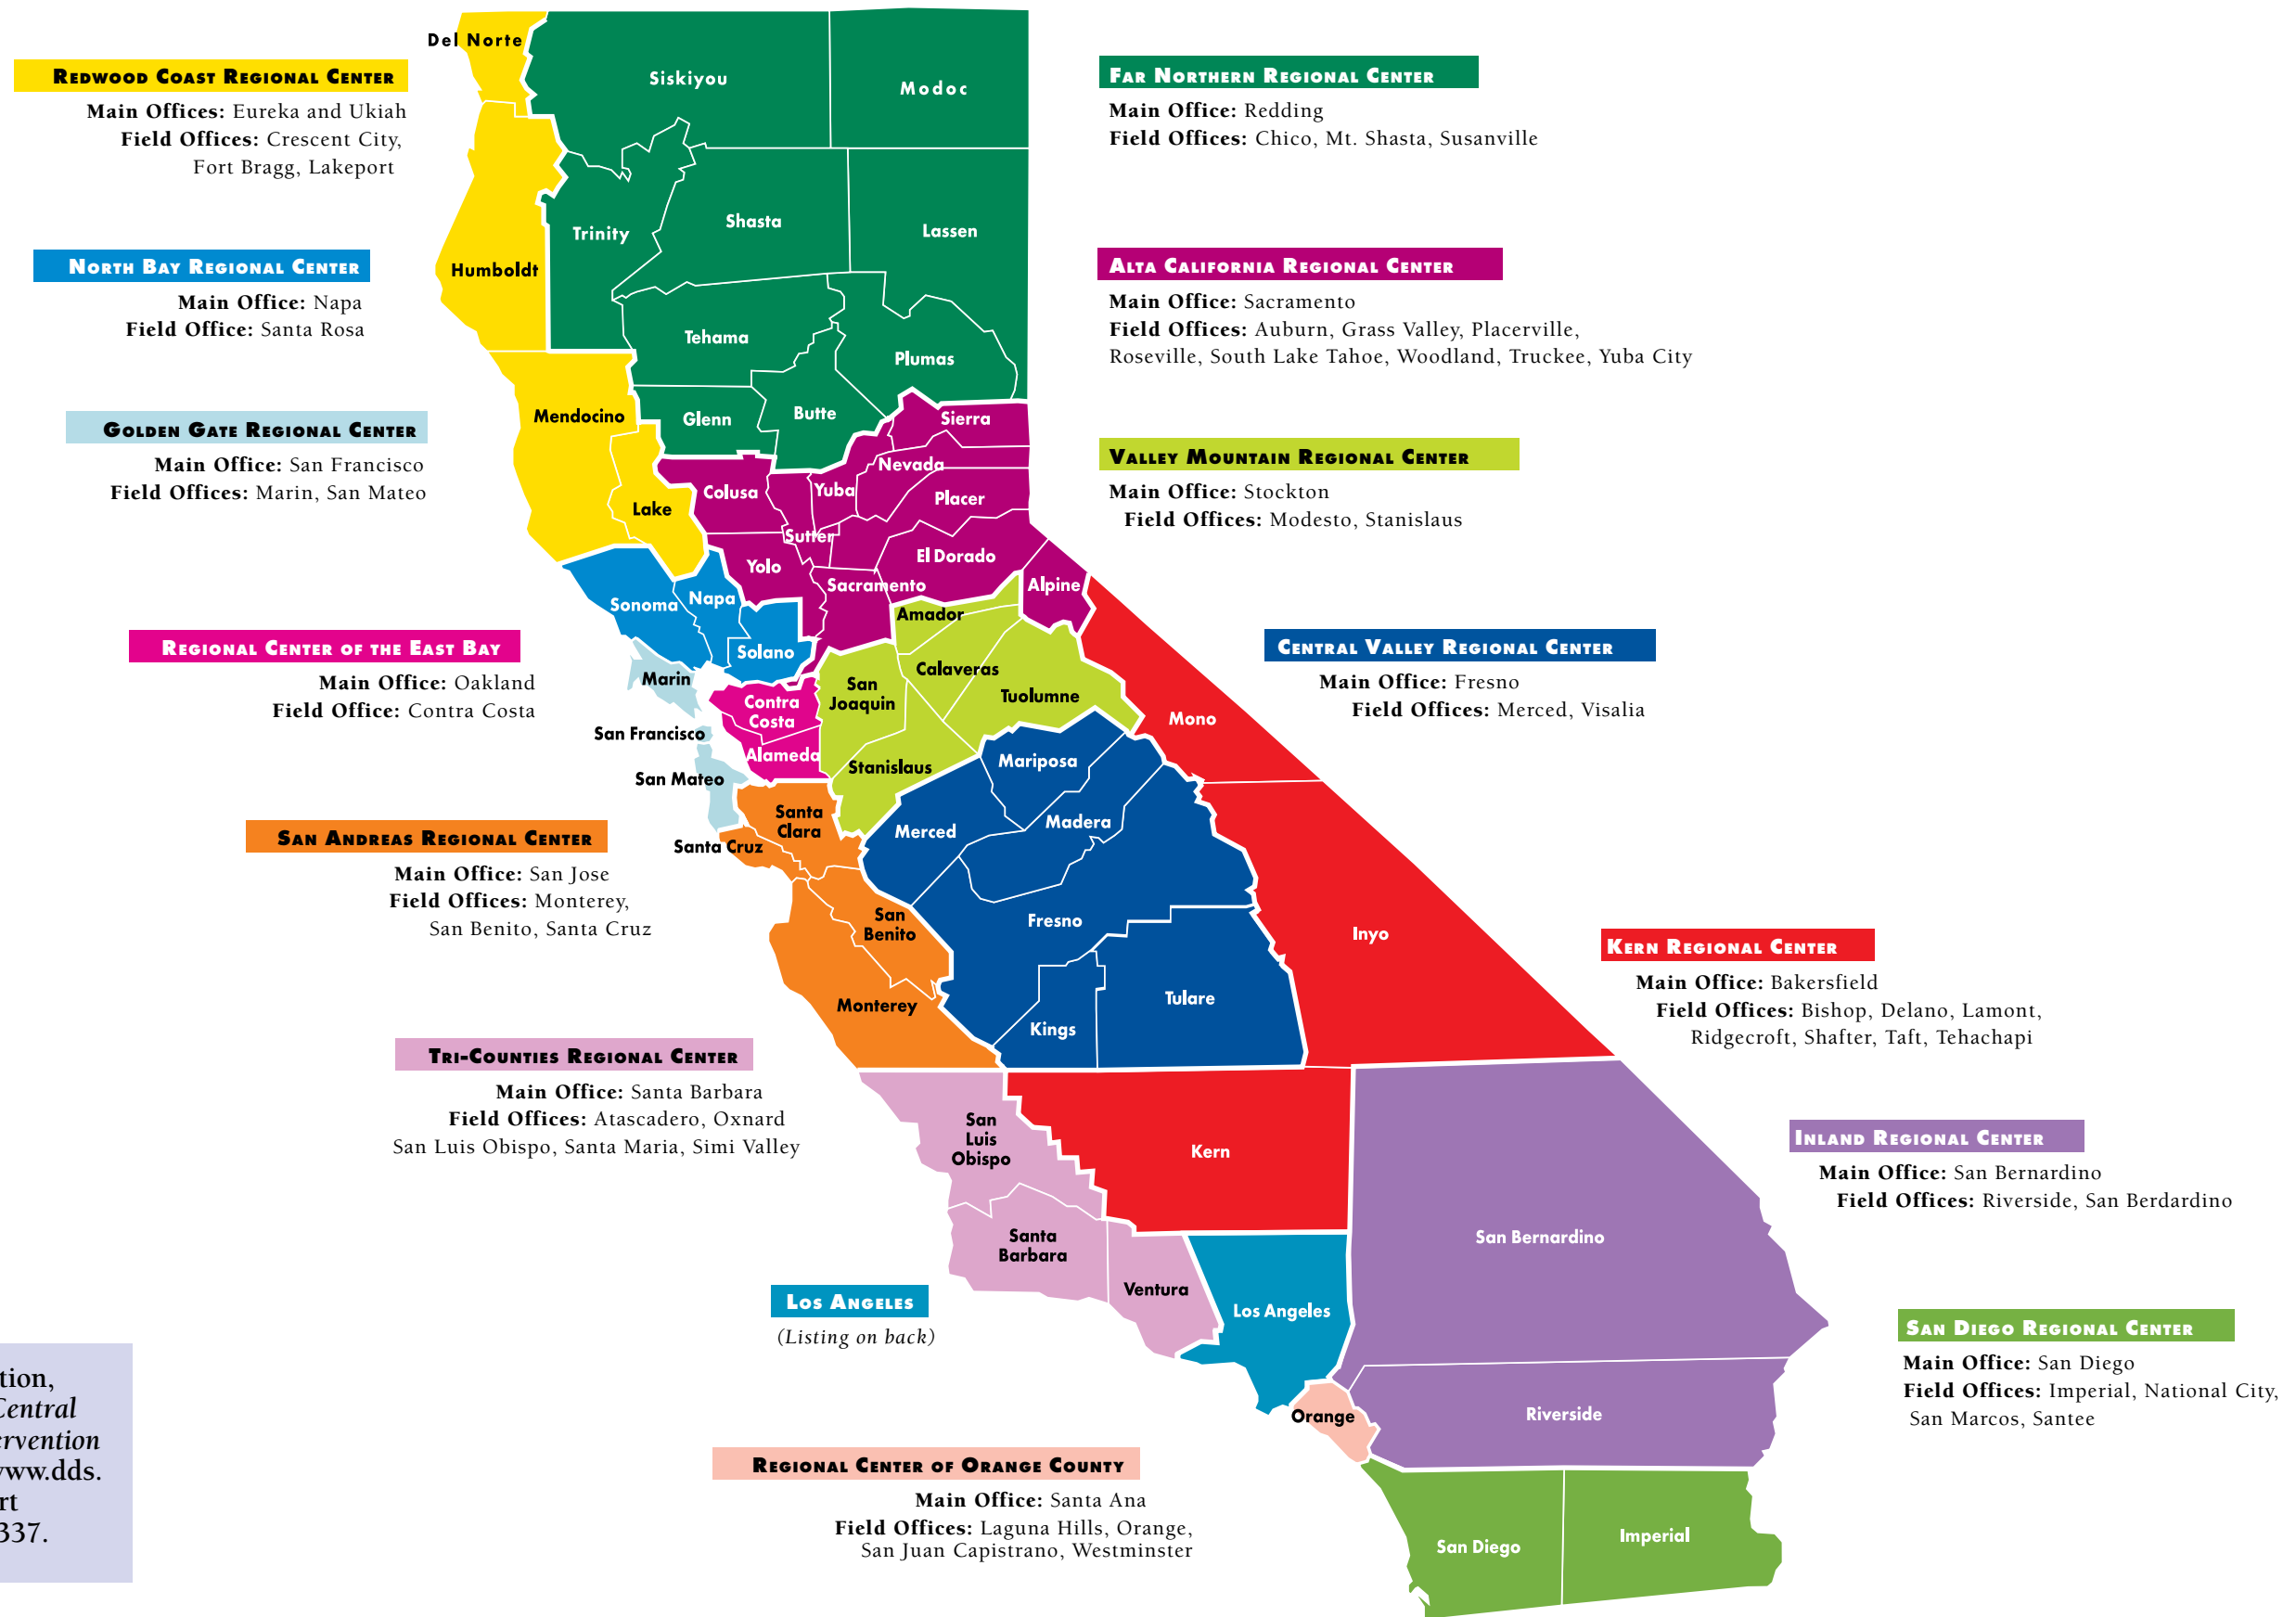 REDWOOD COAST REGIONAL CENTER
Main Offices: Eureka and Ukiah
Field Offices: Crescent City,
Fort Bragg, Lakeport
NORTH BAY REGIONAL CENTER
Main Office: Napa
Field Office: Santa Rosa
GOLDEN GATE REGIONAL CENTER
Main Office: San Francisco
Field Offices: Marin, San Mateo
REGIONAL CENTER OF THE EAST BAY
Main Office: Oakland
Field Office: Contra Costa
SAN ANDREAS REGIONAL CENTER
Main Office: San Jose
Field Offices: Monterey,
San Benito, Santa Cruz
TRI-COUNTIES REGIONAL CENTER
Main Office: Santa Barbara
Field Offices: Atascadero, Oxnard
San Luis Obispo, Santa Maria, Simi Valley
LOS ANGELES
(Listing on back)
REGIONAL CENTER OF ORANGE COUNTY
Main Office: Santa Ana
Field Offices: Laguna Hills, Orange,
San Juan Capistrano, Westminster
tion,
Central
ervention
www.dds.
rt
337.
Del Norte
Siskiyou
Modoc
Trinity
Shasta
Lassen
Humboldt
Tehama
Plumas
Mendocino
Glenn
Butte
Sierra
Nevada
Colusa
Yuba
Placer
Lake
Sutter
El Dorado
Yolo
Sacramento
Alpine
Sonoma
Napa
Amador
Solano
Marin
Calaveras
San
Joaquin
Tuolumne
Contra
Costa
Mono
San Francisco
Alameda
Mariposa
San Mateo
Stanislaus
Santa
Clara
Merced
Madera
Santa Cruz
San
Benito
Fresno
Inyo
Monterey
Tulare
Kings
San
Luis
Obispo
Kern
Santa
Barbara
San Bernardino
Ventura
Los Angeles
Orange
Riverside
San Diego
Imperial
FAR NORTHERN REGIONAL CENTER
Main Office: Redding
Field Offices: Chico, Mt. Shasta, Susanville
ALTA CALIFORNIA REGIONAL CENTER
Main Office: Sacramento
Field Offices: Auburn, Grass Valley, Placerville,
Roseville, South Lake Tahoe, Woodland, Truckee, Yuba City
VALLEY MOUNTAIN REGIONAL CENTER
Main Office: Stockton
Field Offices: Modesto, Stanislaus
CENTRAL VALLEY REGIONAL CENTER
Main Office: Fresno
Field Offices: Merced, Visalia
KERN REGIONAL CENTER
Main Office: Bakersfield
Field Offices: Bishop, Delano, Lamont,
Ridgecroft, Shafter, Taft, Tehachapi
INLAND REGIONAL CENTER
Main Office: San Bernardino
Field Offices: Riverside, San Berdardino
SAN DIEGO REGIONAL CENTER
Main Office: San Diego
Field Offices: Imperial, National City,
San Marcos, Santee